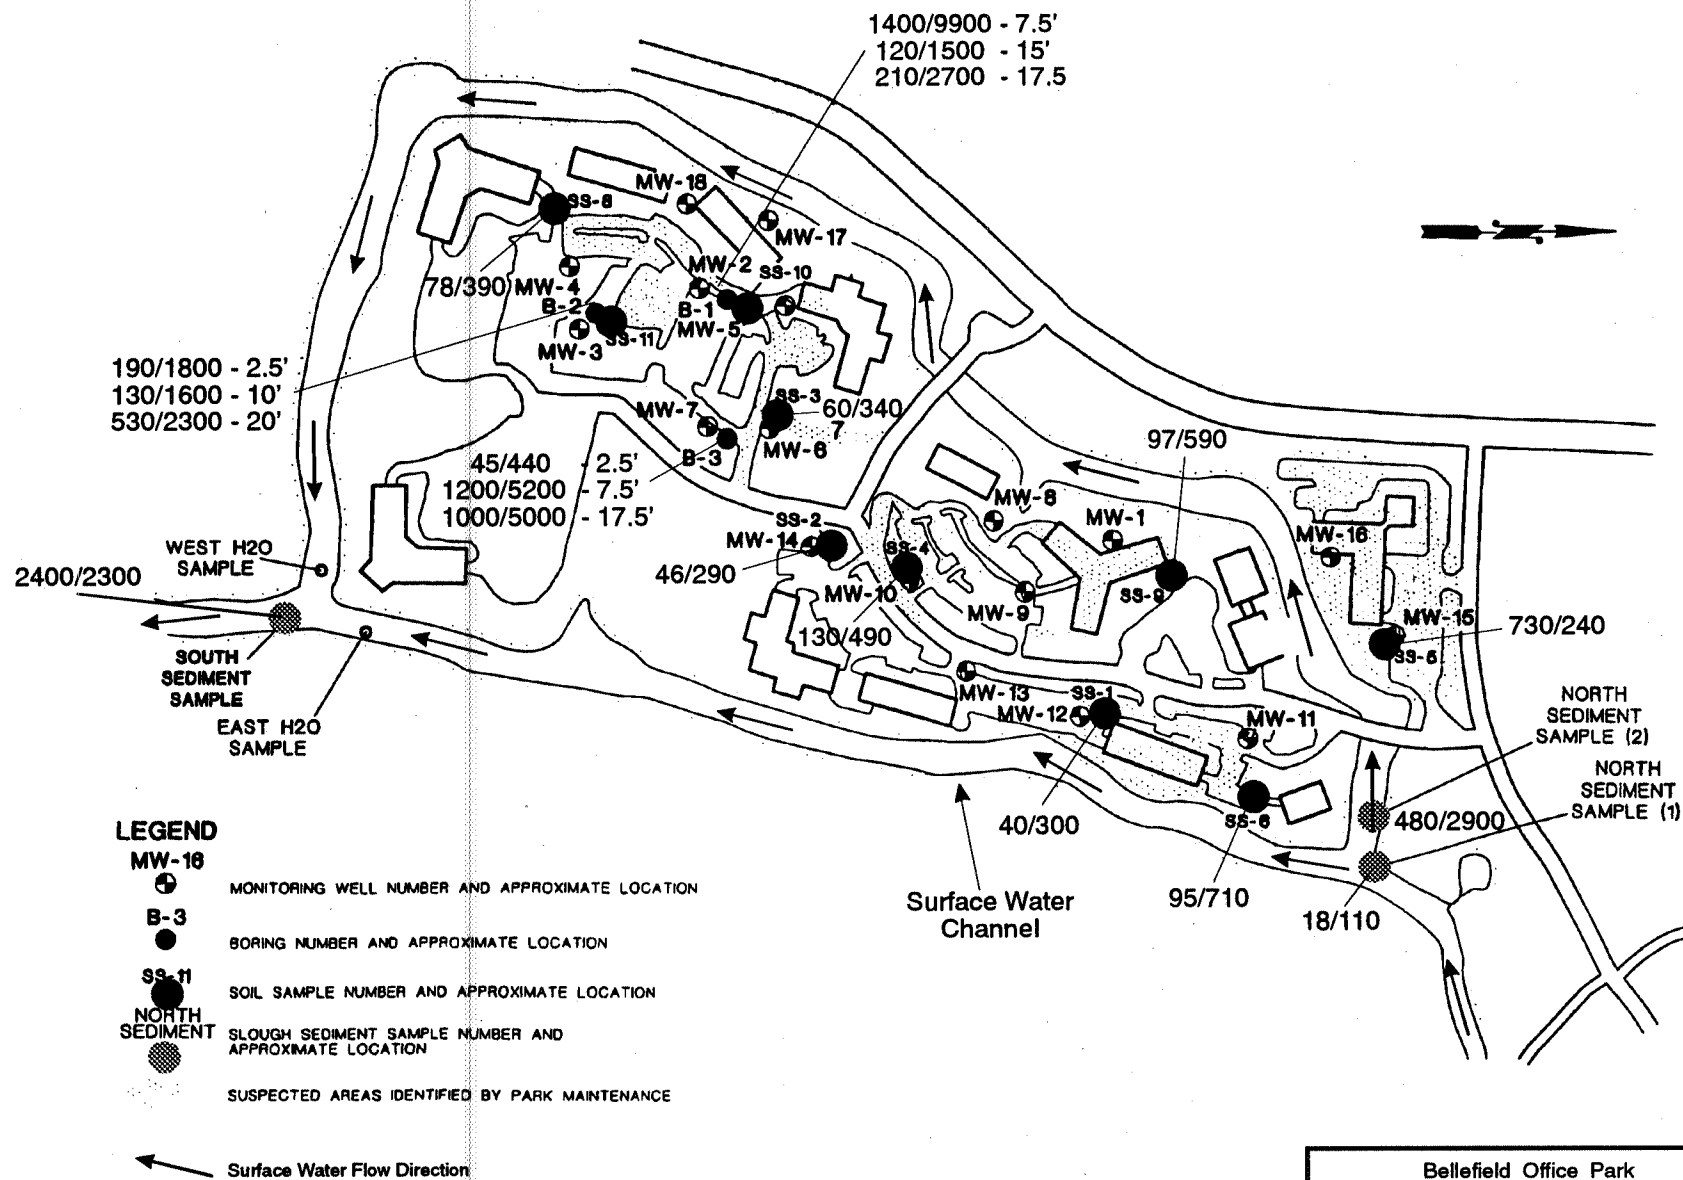 1400/9900 - 7.5'
120/1500 - 15'
210/2700 - 17.5
MW-18
SS-8
MW-17
MW-2
SS-10
78/390
MW-4
B-2
B-1
MW-5
SS-11
MW-3
190/1800 - 2.5'
130/1600 - 10'
530/2300 - 20'
SS-3
60/340
7
MW-7
MW-6
B-3
97/590
45/440 - 2.5'
1200/5200 - 7.5'
1000/5000 - 17.5'
MW-8
MW-1
SS-2
MW-14
MW-16
SS-4
46/290
WEST H2O
SAMPLE
2400/2300
MW-10
MW-9
SS-9
130/490
MW-15
730/240
SS-5
SOUTH
SEDIMENT
SAMPLE
EAST H2O
SAMPLE
MW-13
SS-1
MW-12
MW-11
NORTH
SEDIMENT
SAMPLE (2)
NORTH
SEDIMENT
SAMPLE (1)
40/300
SS-6
480/2900
95/710
18/110
Surface Water
Channel
LEGEND
MW-16
MONITORING WELL NUMBER AND APPROXIMATE LOCATION
B-3
BORING NUMBER AND APPROXIMATE LOCATION
SS-11
SOIL SAMPLE NUMBER AND APPROXIMATE LOCATION
NORTH
SEDIMENT
SLOUGH SEDIMENT SAMPLE NUMBER AND
APPROXIMATE LOCATION
SUSPECTED AREAS IDENTIFIED BY PARK MAINTENANCE
Surface Water Flow Direction
Bellefield Office Park